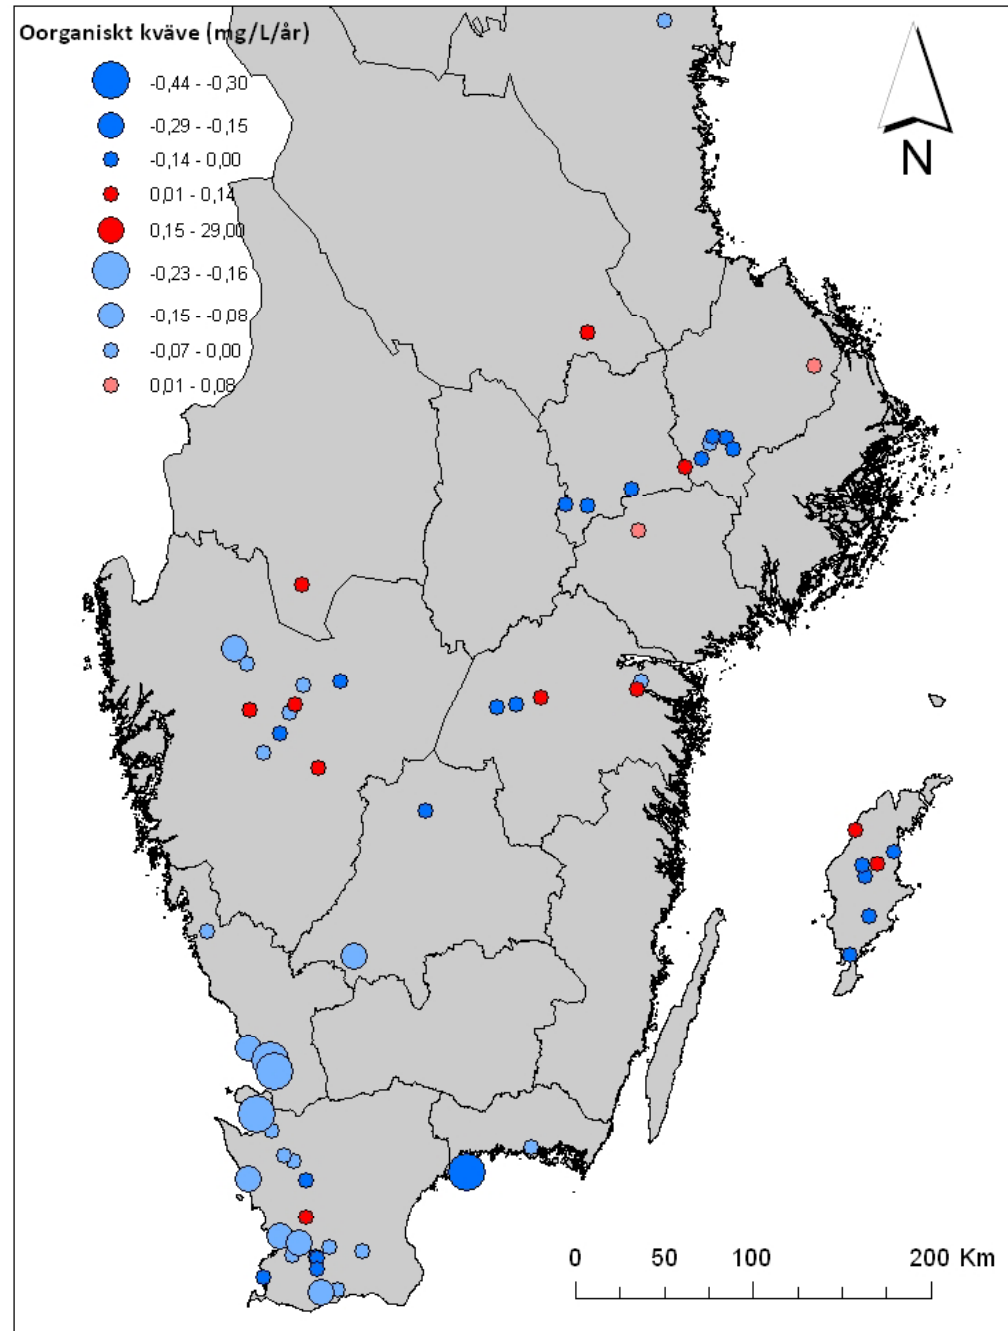 Oorganiskt kväve (mg/L/år)
-0,44 - -0,30
-0,29 - -0,15
-0,14 - 0,00
0,01 - 0,14
0,15 - 29,00
-0,23 - -0,16
-0,15 - -0,08
-0,07 - 0,00
0,01 - 0,08
N
0 50 100 200 Km